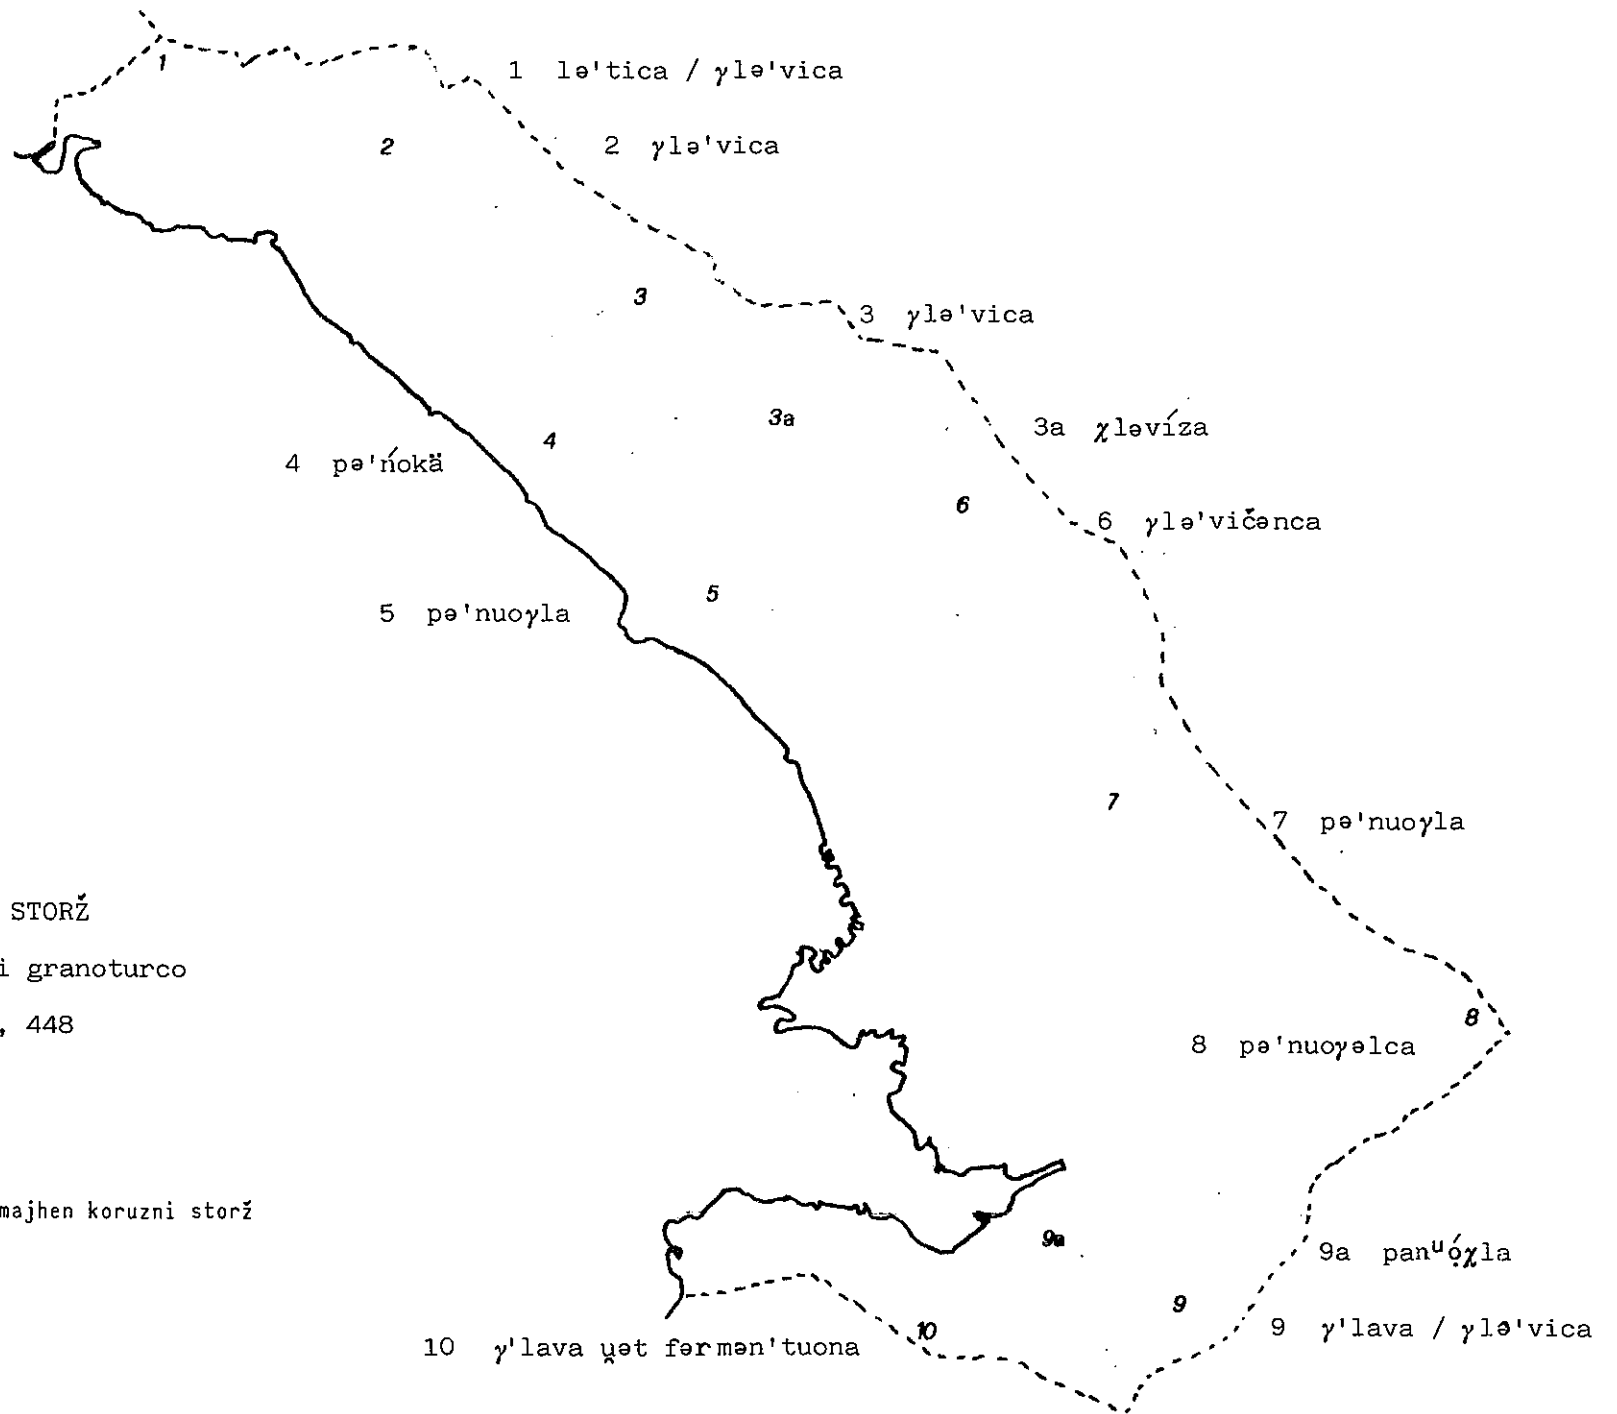 1
1 lə'tica / γlə'vica
2
2 γlə'vica
3
3 γlə'vica
3a
3a χləvíza
4
4 pə'ńokä
6
6 γlə'vičənca
5
5 pə'nuoγla
7
7 pə'nuoγla
STORŽ
i granoturco
, 448
8
8 pə'nuoγəlca
majhen koruzni storž
9a
9a panᵘọ́χla
9
9 γ'lava / γlə'vica
10
10 γ'lava u̯ət fərmən'tuona